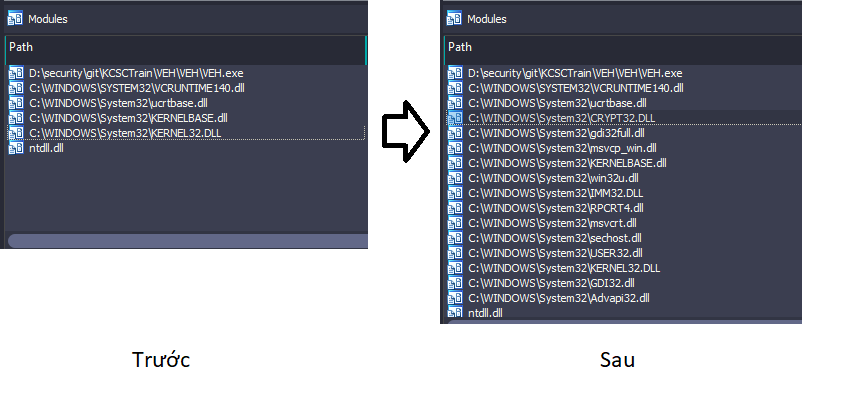 Modules
Path
D:\security\git\KCSCTrain\VEH\VEH\VEH.exe
C:\WINDOWS\SYSTEM32\VCRUNTIME140.dll
C:\WINDOWS\System32\ucrtbase.dll
C:\WINDOWS\System32\KERNELBASE.dll
C:\WINDOWS\System32\KERNEL32.DLL
ntdll.dll
Trước
Modules
Path
D:\security\git\KCSCTrain\VEH\VEH\VEH.exe
C:\WINDOWS\SYSTEM32\VCRUNTIME140.dll
C:\WINDOWS\System32\ucrtbase.dll
C:\WINDOWS\System32\CRYPT32.DLL
C:\WINDOWS\System32\gdi32full.dll
C:\WINDOWS\System32\msvcp_win.dll
C:\WINDOWS\System32\KERNELBASE.dll
C:\WINDOWS\System32\win32u.dll
C:\WINDOWS\System32\IMM32.DLL
C:\WINDOWS\System32\RPCRT4.dll
C:\WINDOWS\System32\msvcrt.dll
C:\WINDOWS\System32\sechost.dll
C:\WINDOWS\System32\USER32.dll
C:\WINDOWS\System32\KERNEL32.DLL
C:\WINDOWS\System32\GDI32.dll
C:\WINDOWS\System32\Advapi32.dll
ntdll.dll
Sau